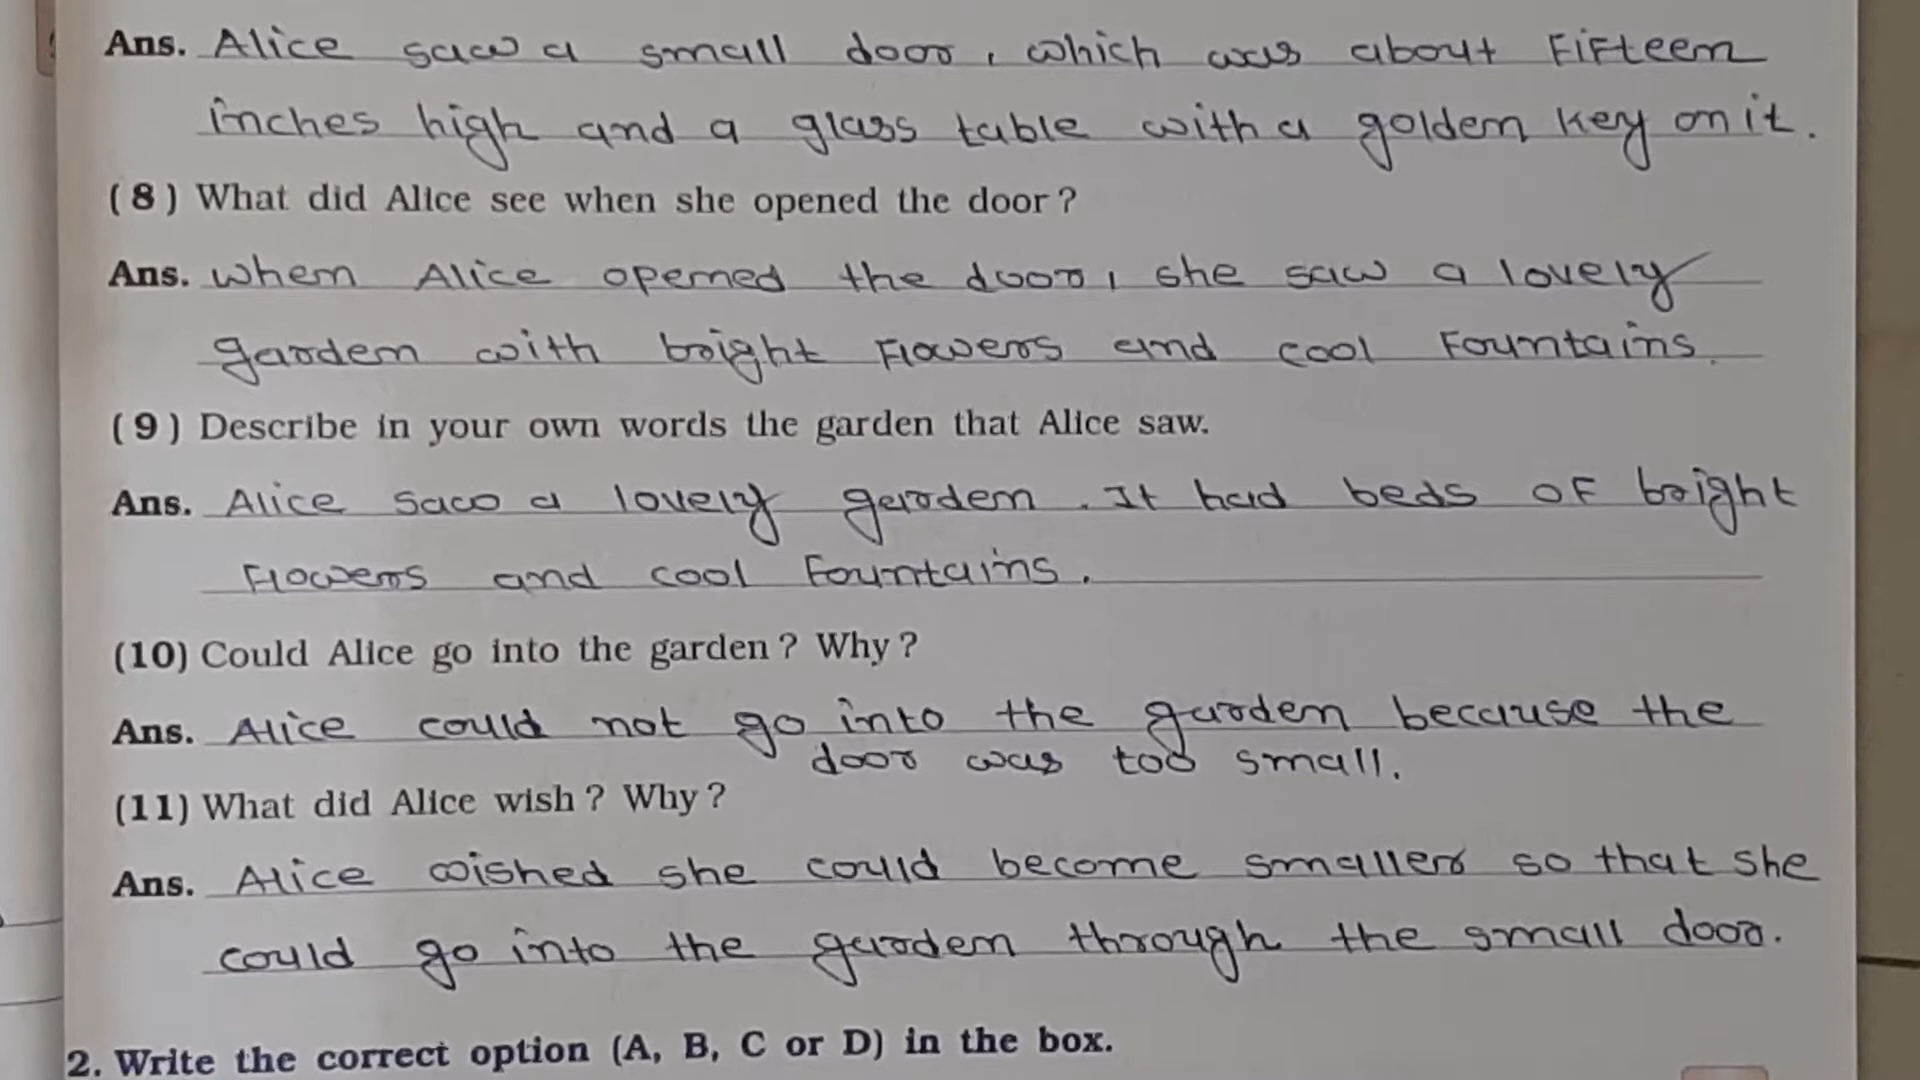 Ans. Alice saw a small door, which was about Fifteen
inches high and a glass table with a golden key on it.
(8) What did Alice see when she opened the door?
Ans. when Alice opened the door, she saw a lovely
garden with bright Flowers and cool Fountains.
(9) Describe in your own words the garden that Alice saw.
Ans. Alice saw a lovely garden. It had beds of bright
Flowers and cool Fountains.
(10) Could Alice go into the garden? Why?
Ans. Alice could not go into the garden because the
door was too small.
(11) What did Alice wish? Why?
Ans. Alice wished she could become smaller so that she
could go into the garden through the small door.
2. Write the correct option (A, B, C or D) in the box.